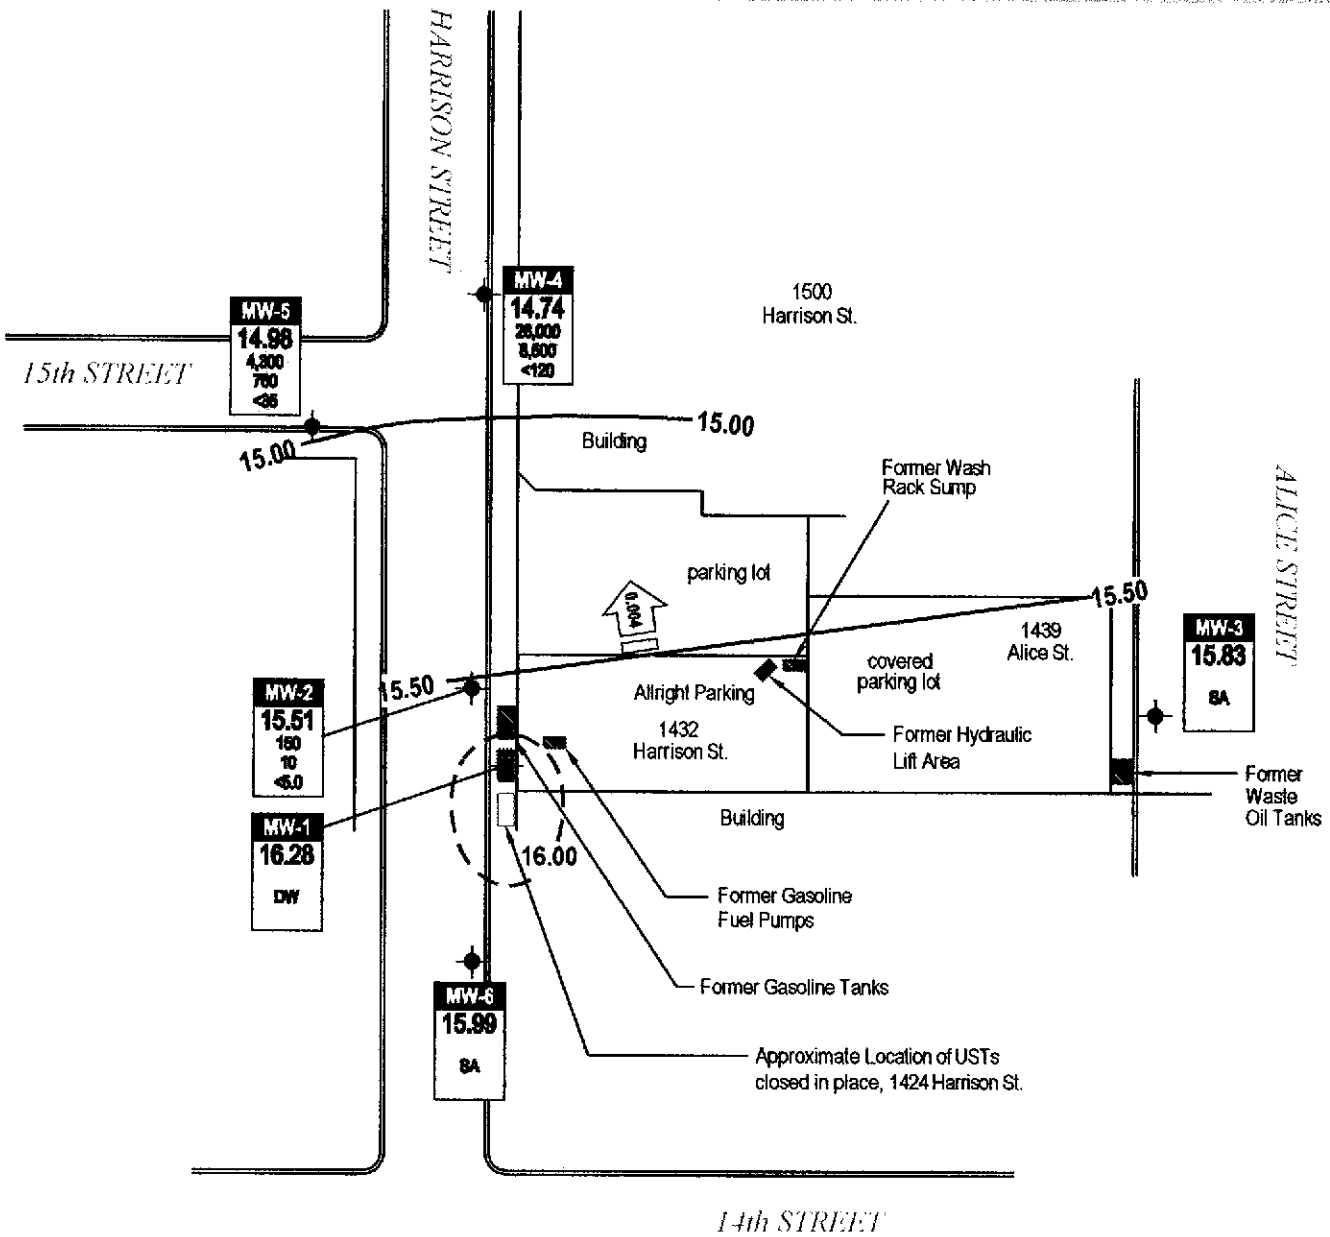 HARRISON STREET
MW-4
14.74
26,000
8,500
<120
1500
Harrison St.
MW-5
14.98
4,300
760
<35
15th STREET
15.00
15.00
Building
Former Wash
Rack Sump
ALICE STREET
parking lot
0.004
15.50
1439
Alice St.
MW-3
15.83
SA
covered
parking lot
15.50
MW-2
15.51
150
10
<5.0
Allright Parking
1432
Harrison St.
Former Hydraulic
Lift Area
Former
Waste
Oil Tanks
MW-1
16.28
DW
Building
16.00
Former Gasoline
Fuel Pumps
Former Gasoline Tanks
MW-6
15.99
SA
Approximate Location of USTs
closed in place, 1424 Harrison St.
14th STREET